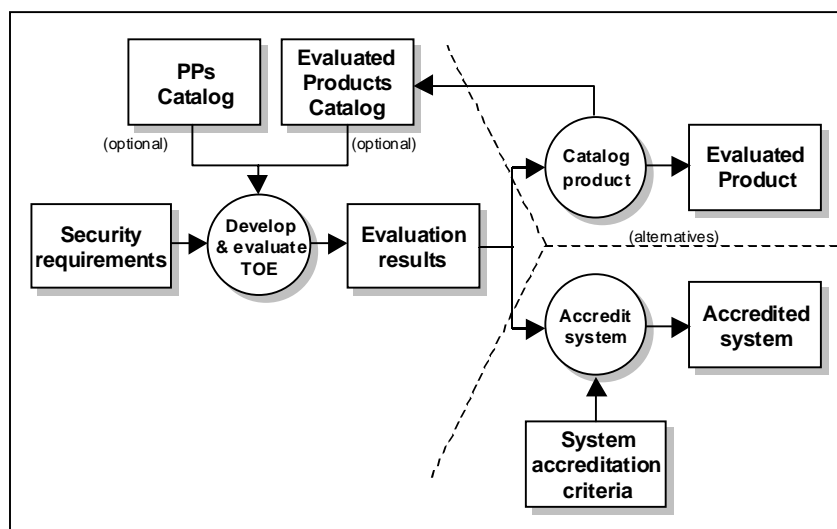 PPs
Catalog
Evaluated
Products
Catalog
(optional)
(optional)
Catalog
product
Evaluated
Product
Security
requirements
Develop
& evaluate
TOE
Evaluation
results
(alternatives)
Accredit
system
Accredited
system
System
accreditation
criteria